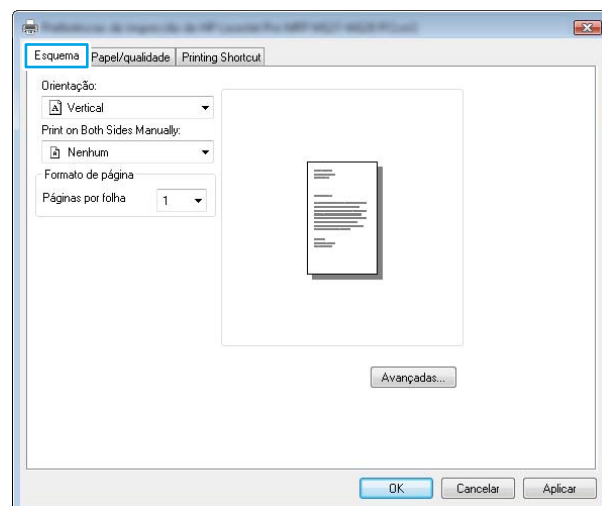 Esquema Papel/qualidade Printing Shortcut
Orientação:
Vertical
Print on Both Sides Manually:
Nenhum
Formato de página
Páginas por folha 1
Avançadas...
OK Cancelar Aplicar